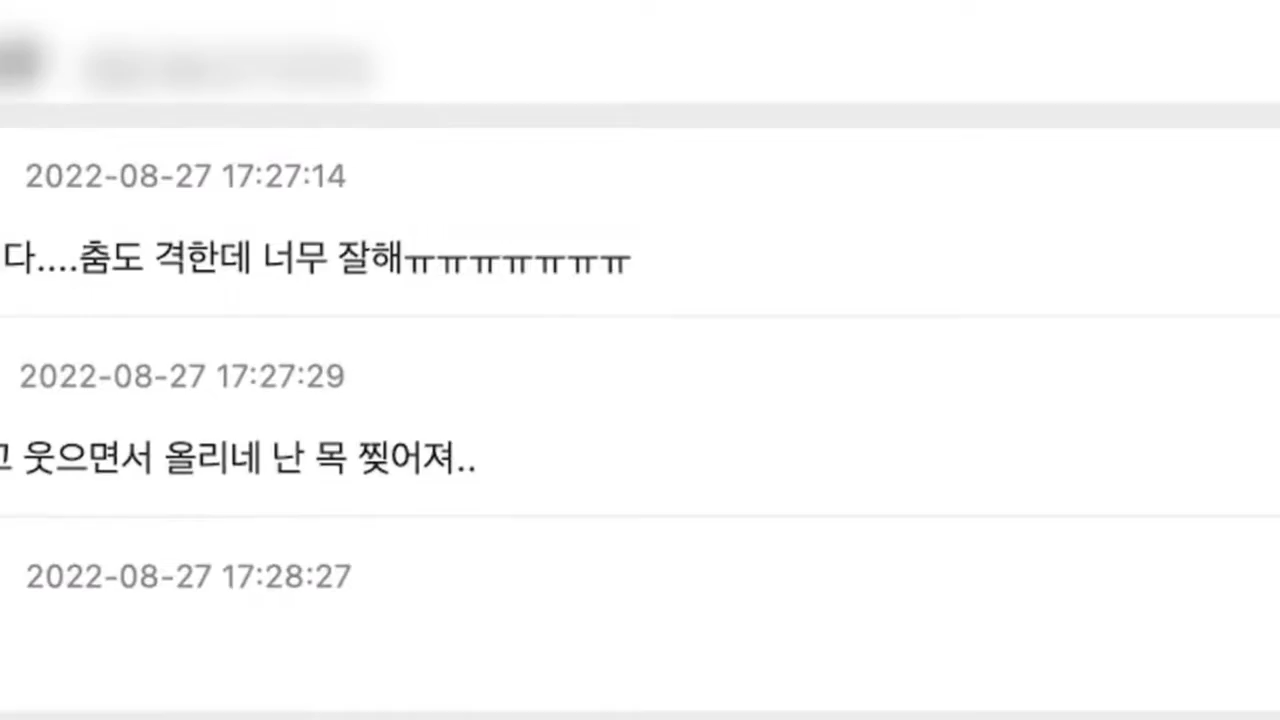 2022-08-27 17:27:14
다....춤도 격한데 너무 잘해ㅠㅠㅠㅠㅠㅠㅠ
2022-08-27 17:27:29
웃으면서 올리네 난 목 찢어져..
2022-08-27 17:28:27